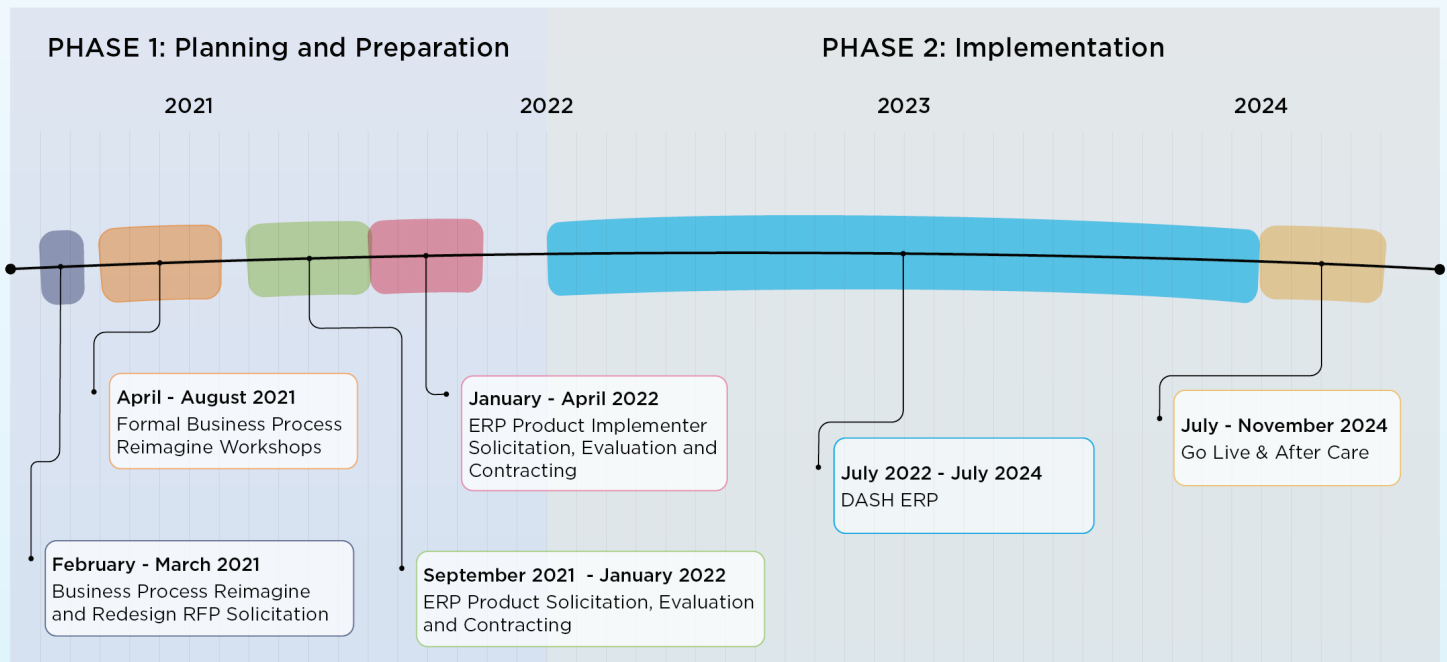 PHASE 1: Planning and Preparation
PHASE 2: Implementation
2021
2022
2023
2024
April - August 2021
Formal Business Process
Reimagine Workshops
January - April 2022
ERP Product Implementer
Solicitation, Evaluation and
Contracting
July 2022 - July 2024
DASH ERP
July - November 2024
Go Live & After Care
February - March 2021
Business Process Reimagine
and Redesign RFP Solicitation
September 2021  - January 2022
ERP Product Solicitation, Evaluation
and Contracting